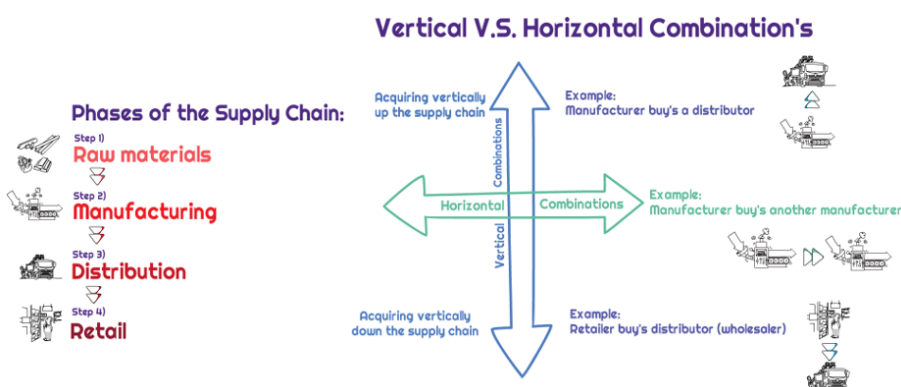 Vertical V.S. Horizontal Combination's
Phases of the Supply Chain:
Step 1)
Raw materials
Step 2)
Manufacturing
Step 3)
Distribution
Step 4)
Retail
Acquiring vertically
up the supply chain
Example:
Manufacturer buy's a distributor
Combinations
Horizontal
Combinations
Vertical
Example:
Manufacturer buy's another manufacturer
Acquiring vertically
down the supply chain
Example:
Retailer buy's distributor (wholesaler)